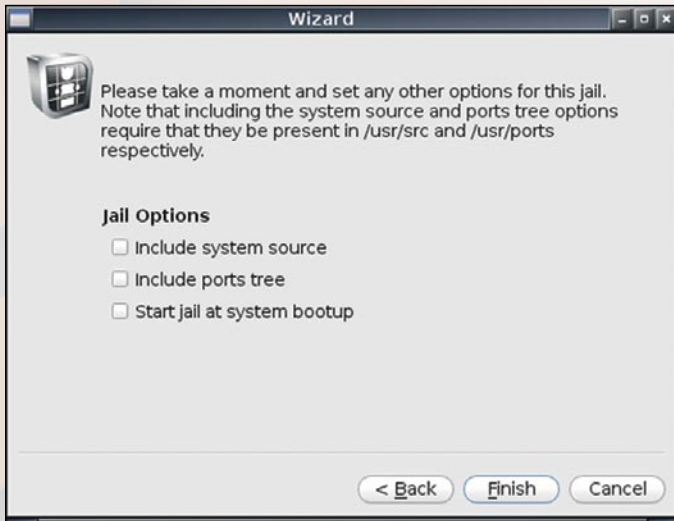 Wizard
Please take a moment and set any other options for this jail.
Note that including the system source and ports tree options
require that they be present in /usr/src and /usr/ports
respectively.
Jail Options
Include system source
Include ports tree
Start jail at system bootup
< Back
Finish
Cancel